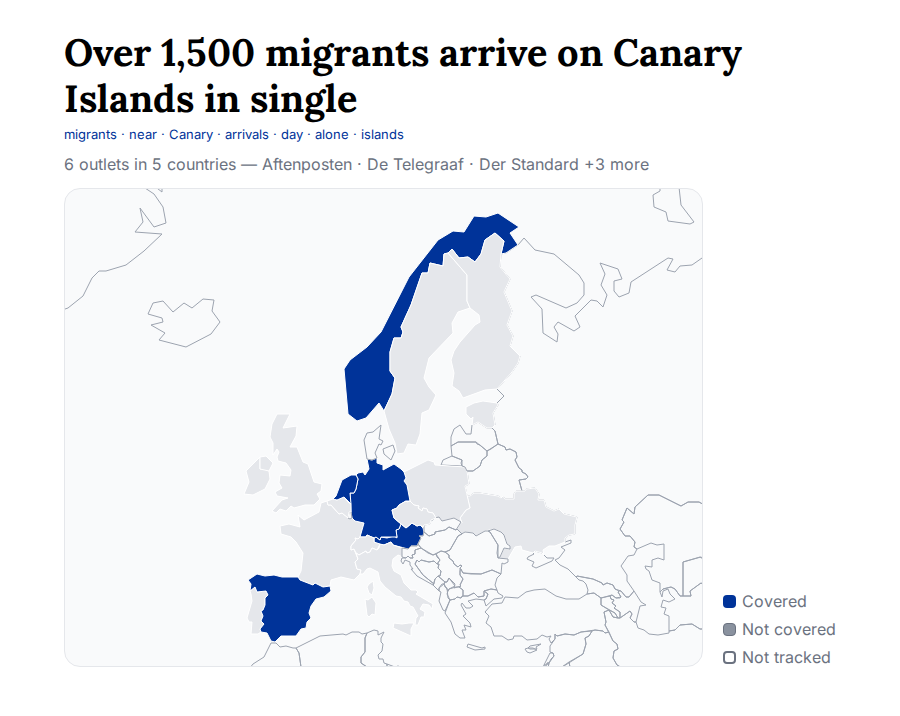 Over 1,500 migrants arrive on Canary
Islands in single
migrants · near · Canary · arrivals · day · alone · islands
6 outlets in 5 countries — Aftenposten · De Telegraaf · Der Standard +3 more
Covered
Not covered
Not tracked